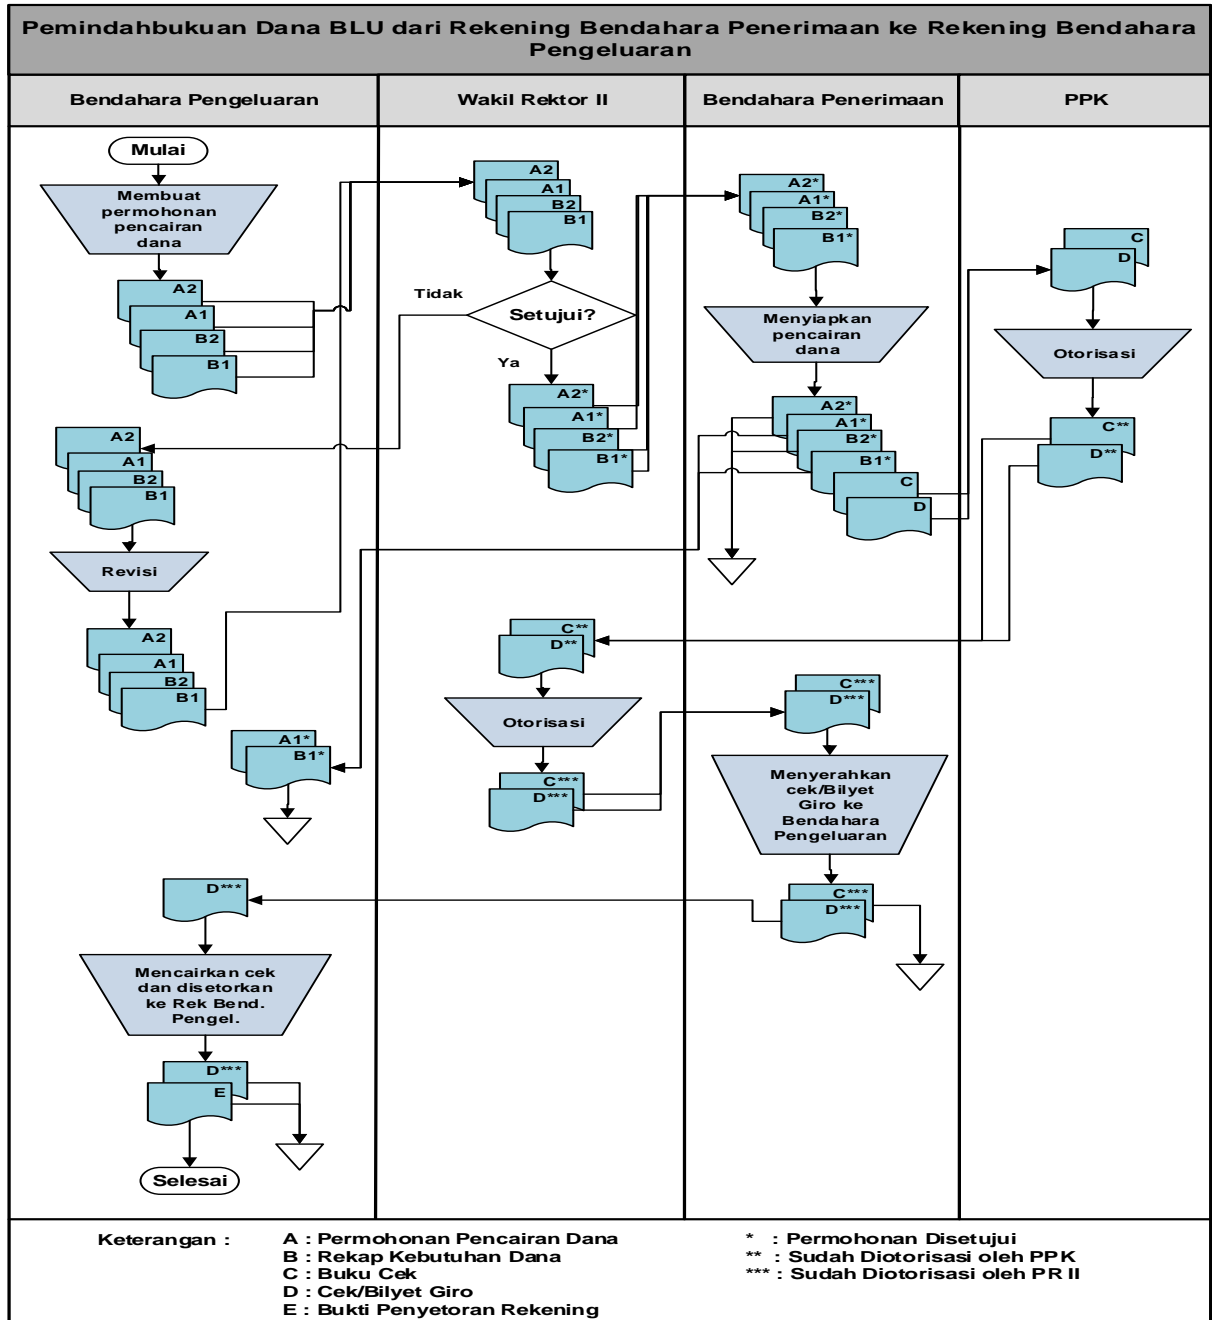 Pemindahbukuan Dana BLU dari Rekening Bendahara Penerimaan ke Rekening Bendahara
Pengeluaran
Bendahara Pengeluaran
Wakil Rektor II
Bendahara Penerimaan
PPK
Mulai
Membuat
permohonan
pencairan
dana
A2
A1
B2
B1
A2
A1
B2
B1
Revisi
A2
A1
B2
B1
A1*
B1*
D***
Mencairkan cek
dan disetorkan
ke Rek Bend.
Pengel.
D***
E
Selesai
A2
A1
B2
B1
Setujui?
Tidak
Ya
A2*
A1*
B2*
B1*
C**
D**
Otorisasi
C***
D***
A2*
A1*
B2*
B1*
Menyiapkan
pencairan
dana
A2*
A1*
B2*
B1*
C
D
C***
D***
Menyerahkan
cek/Bilyet
Giro ke
Bendahara
Pengeluaran
C***
D***
C
D
Otorisasi
C**
D**
Keterangan :
A : Permohonan Pencairan Dana
B : Rekap Kebutuhan Dana
C : Buku Cek
D : Cek/Bilyet Giro
E : Bukti Penyetoran Rekening
* : Permohonan Disetujui
** : Sudah Diotorisasi oleh PPK
*** : Sudah Diotorisasi oleh PR II